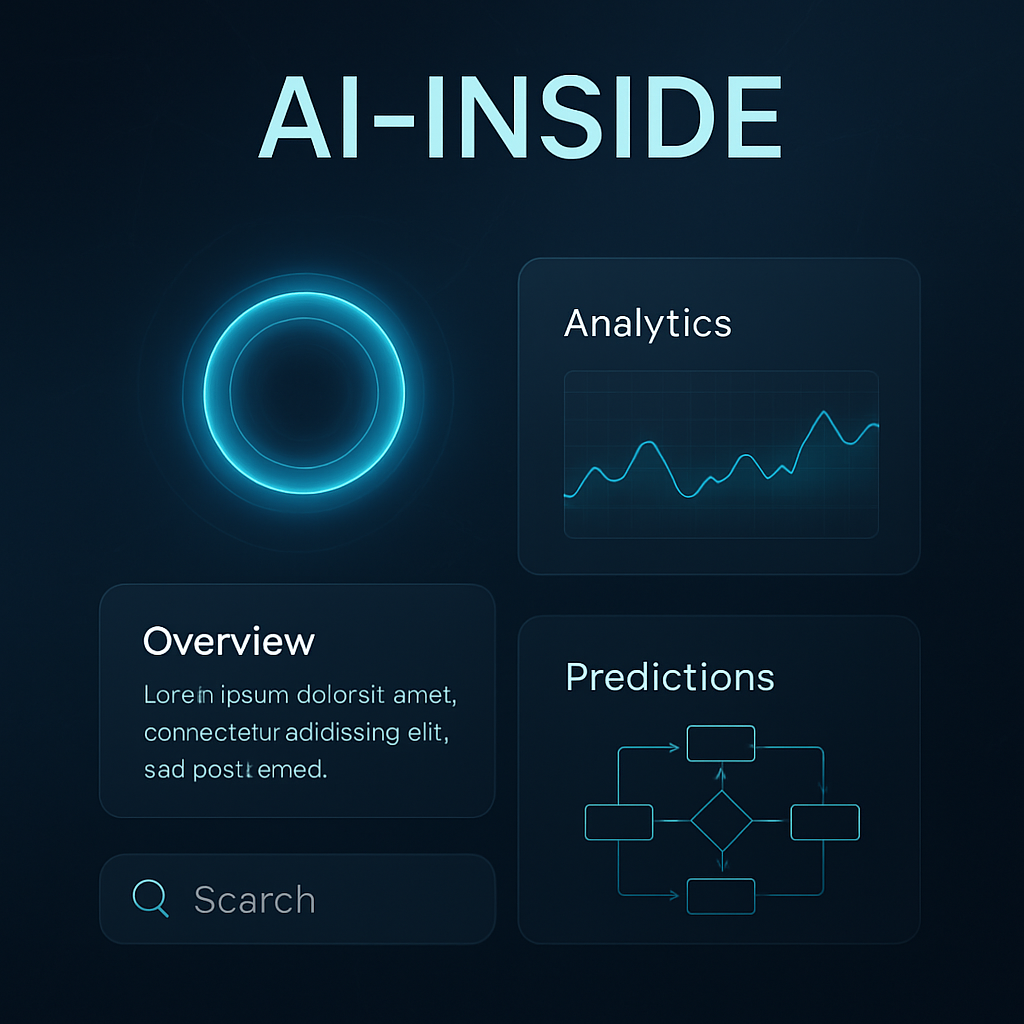 AI-INSIDE
Analytics
Overview
Lorein ipsum dolorsit amet,
connectetur adidissing elit,
sad post emed.
Scarch
Predictions